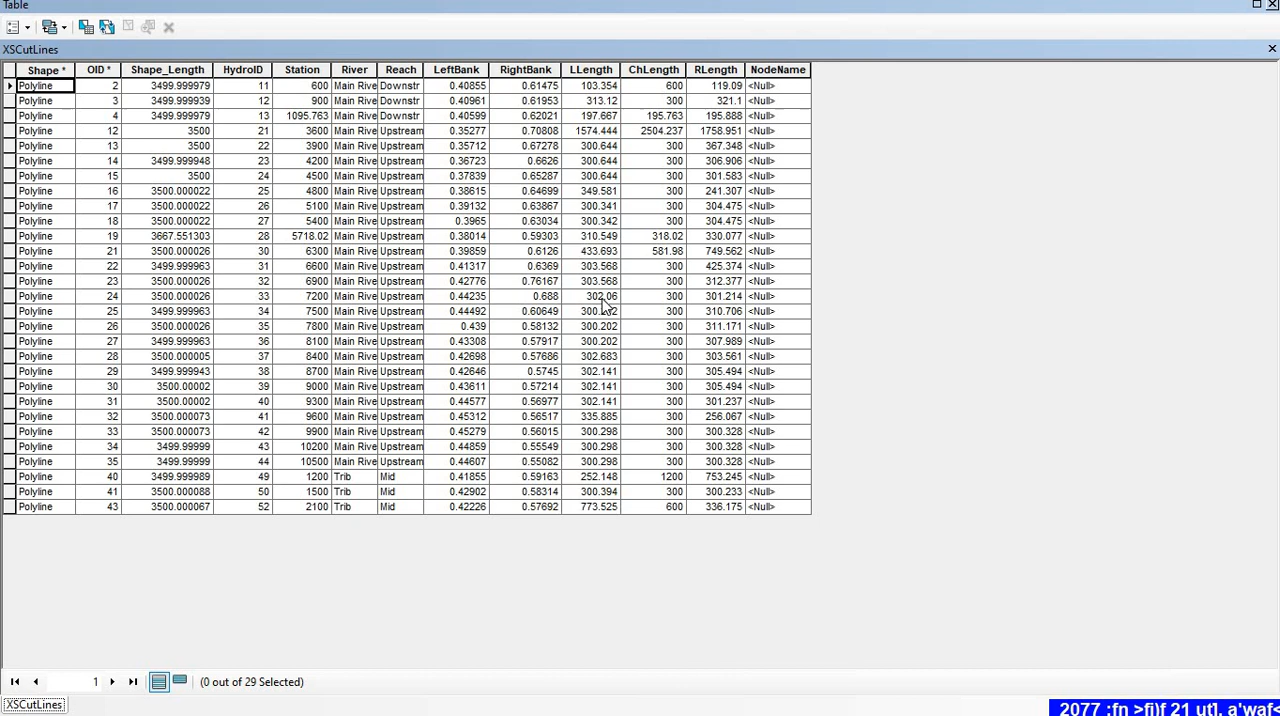 Table
XSCutLines
Shape * OID * Shape_Length HydroID Station River Reach LeftBank RightBank LLength ChLength RLength NodeName
Polyline 2 3499.999979 11 600 Main Rive Downstr 0.40855 0.61475 103.354 600 119.09 <Null>
Polyline 3 3499.999939 12 900 Main Rive Downstr 0.40961 0.61953 313.12 300 321.1 <Null>
Polyline 4 3499.999979 13 1095.763 Main Rive Downstr 0.40599 0.62021 197.667 195.763 195.888 <Null>
Polyline 12 3500 21 3600 Main Rive Upstream 0.35277 0.70808 1574.444 2504.237 1758.951 <Null>
Polyline 13 3500 22 3900 Main Rive Upstream 0.35712 0.67278 300.644 300 367.348 <Null>
Polyline 14 3499.999948 23 4200 Main Rive Upstream 0.36723 0.6626 300.644 300 306.906 <Null>
Polyline 15 3500 24 4500 Main Rive Upstream 0.37839 0.65287 300.644 300 301.583 <Null>
Polyline 16 3500.000022 25 4800 Main Rive Upstream 0.38615 0.64699 349.581 300 241.307 <Null>
Polyline 17 3500.000022 26 5100 Main Rive Upstream 0.39132 0.63867 300.341 300 304.475 <Null>
Polyline 18 3500.000022 27 5400 Main Rive Upstream 0.3965 0.63034 300.342 300 304.475 <Null>
Polyline 19 3667.551303 28 5718.02 Main Rive Upstream 0.38014 0.59303 310.549 318.02 330.077 <Null>
Polyline 21 3500.000026 30 6300 Main Rive Upstream 0.39859 0.6126 433.693 581.98 749.562 <Null>
Polyline 22 3499.999963 31 6600 Main Rive Upstream 0.41317 0.6369 303.568 300 425.374 <Null>
Polyline 23 3500.000026 32 6900 Main Rive Upstream 0.42776 0.76167 303.568 300 312.377 <Null>
Polyline 24 3500.000026 33 7200 Main Rive Upstream 0.44235 0.688 302.06 300 301.214 <Null>
Polyline 25 3499.999963 34 7500 Main Rive Upstream 0.44492 0.60649 300 310.706 <Null>
Polyline 26 3500.000026 35 7800 Main Rive Upstream 0.439 0.58132 300.202 300 311.171 <Null>
Polyline 27 3499.999963 36 8100 Main Rive Upstream 0.43308 0.57917 300.202 300 307.989 <Null>
Polyline 28 3500.000005 37 8400 Main Rive Upstream 0.42698 0.57686 302.683 300 303.561 <Null>
Polyline 29 3499.999943 38 8700 Main Rive Upstream 0.42646 0.5745 302.141 300 305.494 <Null>
Polyline 30 3500.00002 39 9000 Main Rive Upstream 0.43611 0.57214 302.141 300 305.494 <Null>
Polyline 31 3500.00002 40 9300 Main Rive Upstream 0.44577 0.56977 302.141 300 301.237 <Null>
Polyline 32 3500.000073 41 9600 Main Rive Upstream 0.45312 0.56517 335.885 300 256.067 <Null>
Polyline 33 3500.000073 42 9900 Main Rive Upstream 0.45279 0.56015 300.298 300 300.328 <Null>
Polyline 34 3499.99999 43 10200 Main Rive Upstream 0.44859 0.55549 300.298 300 300.328 <Null>
Polyline 35 3499.99999 44 10500 Main Rive Upstream 0.44607 0.55082 300.298 300 300.328 <Null>
Polyline 40 3499.999989 49 1200 Trib Mid 0.41855 0.59163 252.148 1200 753.245 <Null>
Polyline 41 3500.000088 50 1500 Trib Mid 0.42902 0.58314 300.394 300 300.233 <Null>
Polyline 43 3500.000067 52 2100 Trib Mid 0.42226 0.57692 773.525 600 336.175 <Null>
1 (0 out of 29 Selected)
XSCutLines
2077 ;fn >fj)f 21 ut], a'waf<